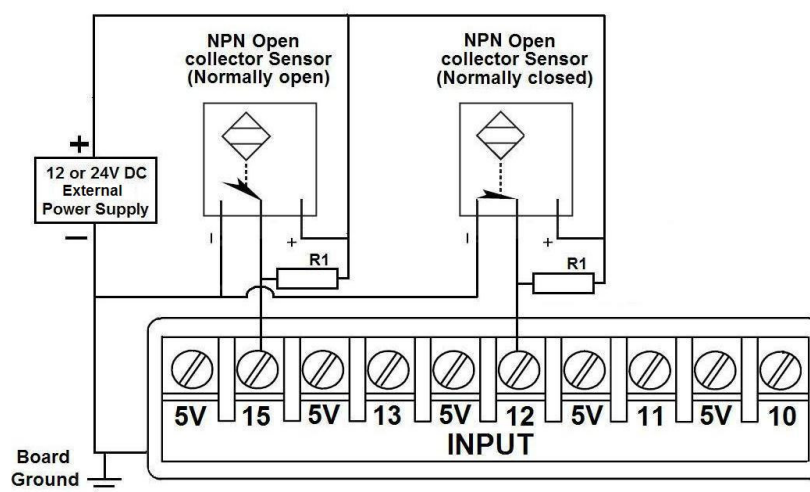 NPN Open
collector Sensor
(Normally open)
NPN Open
collector Sensor
(Normally closed)
+
12 or 24V DC
External
Power Supply
−
− +
R1
− +
R1
5V 15 5V 13 5V 12 5V 11 5V 10
INPUT
Board
Ground